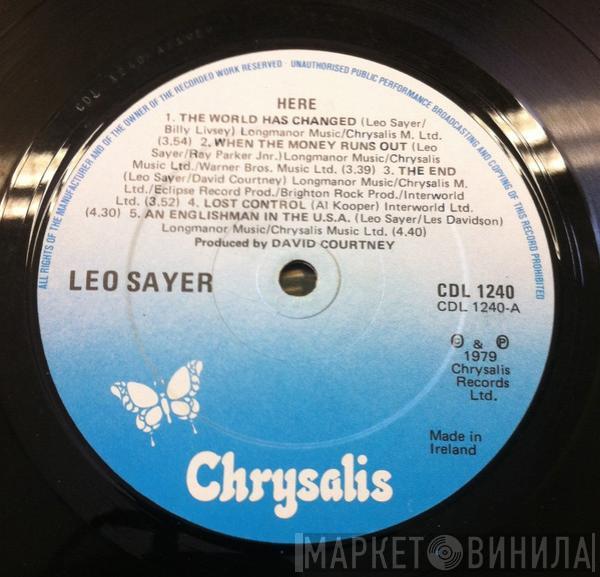 CDL 1240
ALL RIGHTS OF THE MANUFACTURER AND OF THE OWNER OF THE RECORDED WORK RESERVED · UNAUTHORISED PUBLIC PERFORMANCE BROADCASTING AND COPYING OF THIS RECORD PROHIBITED
HERE
1. THE WORLD HAS CHANGED (Leo Sayer/
Billy Livsey) Longmanor Music/Chrysalis M. Ltd.
(3.54) 2. WHEN THE MONEY RUNS OUT (Leo
Sayer/Ray Parker Jnr.)Longmanor Music/Chrysalis
Music Ltd./Warner Bros. Music Ltd. (3.39) 3. THE END
(Leo Sayer/David Courtney) Longmanor Music/Chrysalis M.
Ltd./Eclipse Record Prod./Brighton Rock Prod./Interworld
Ltd. (3.52) 4. LOST CONTROL (Al Kooper) Interworld Ltd.
(4.30) 5. AN ENGLISHMAN IN THE U.S.A. (Leo Sayer/Les Davidson)
Longmanor Music/Chrysalis Music Ltd. (4.40)
Produced by DAVID COURTNEY
LEO SAYER
CDL 1240
CDL 1240-A
© & ℗
1979
Chrysalis
Records
Ltd.
Made in
Ireland
Chrysalis
МАРКЕТ ВИНИЛА